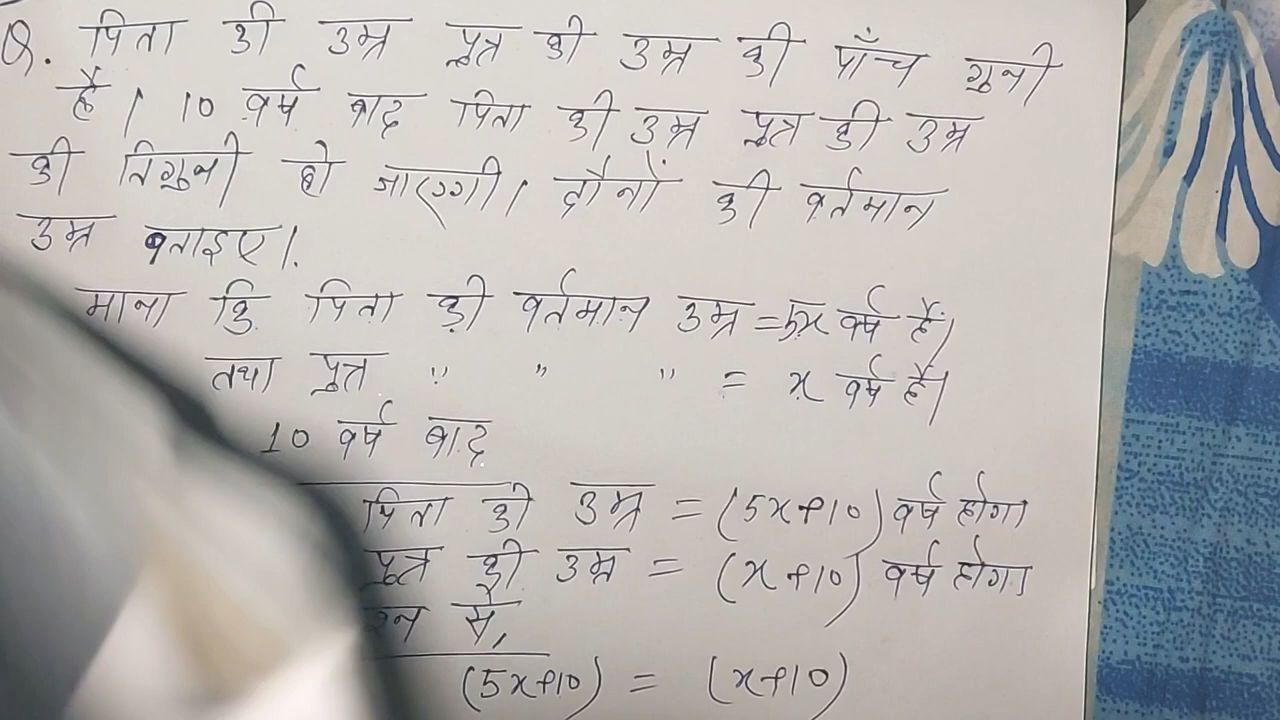 Q. पिता की उम्र पुत्र की उम्र की पाँच गुनी
है। 10 वर्ष बाद पिता की उम्र पुत्र की उम्र
की तिगुनी हो जाएगी। दोनों की वर्तमान
उम्र बताइए।
माना कि पिता की वर्तमान उम्र = 5x वर्ष है।
तथा पुत्र " " " = x वर्ष है।
10 वर्ष बाद
पिता की उम्र = (5x+10) वर्ष होगा
पुत्र की उम्र = (x+10) वर्ष होगा
से,
(5x+10) = (x+10)